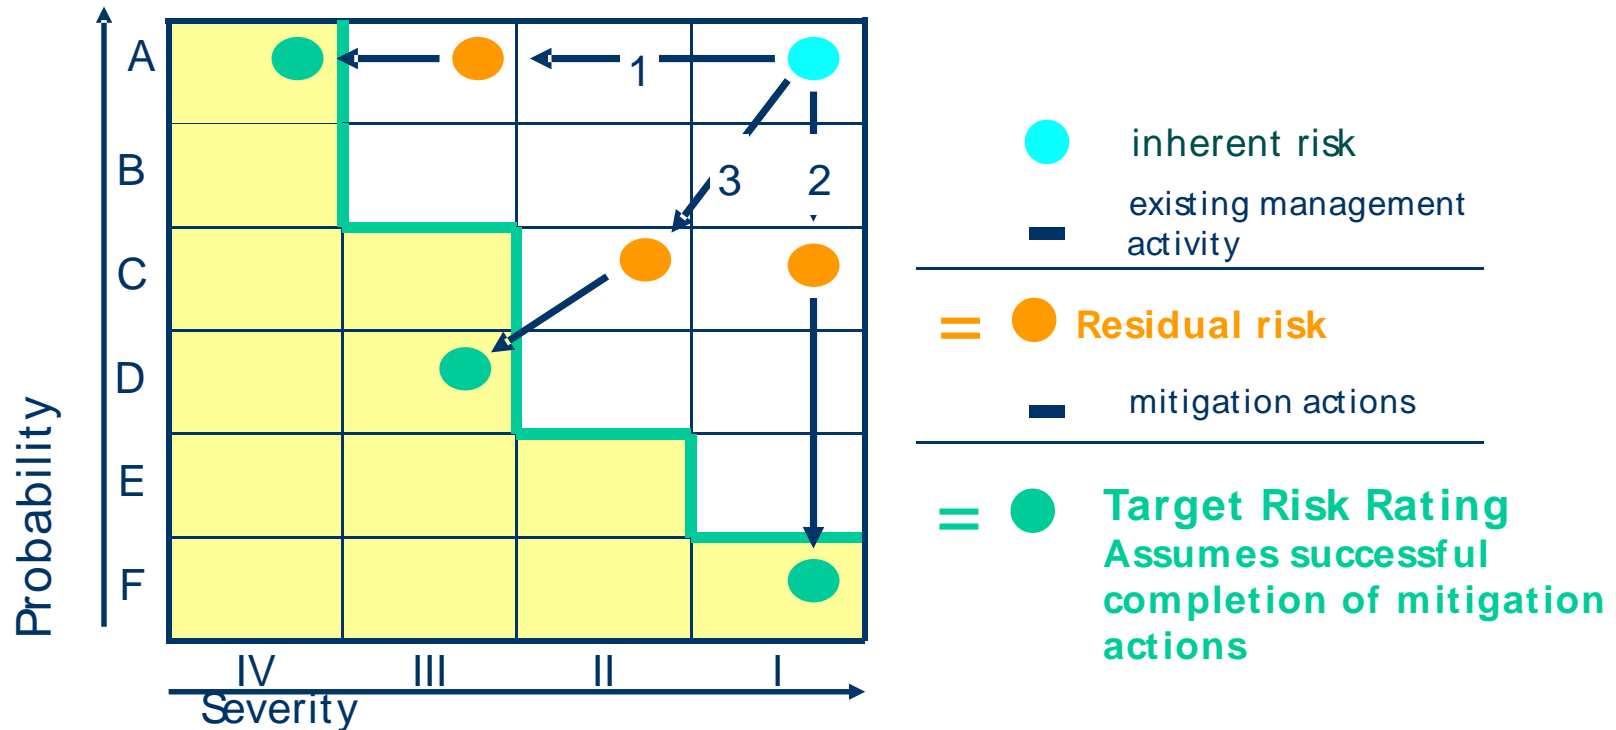 A
B
C
D
E
F
Probability
IV III II I
Severity
1
3 2
inherent risk
existing management
activity
= Residual risk
mitigation actions
= Target Risk Rating
Assumes successful
completion of mitigation
actions